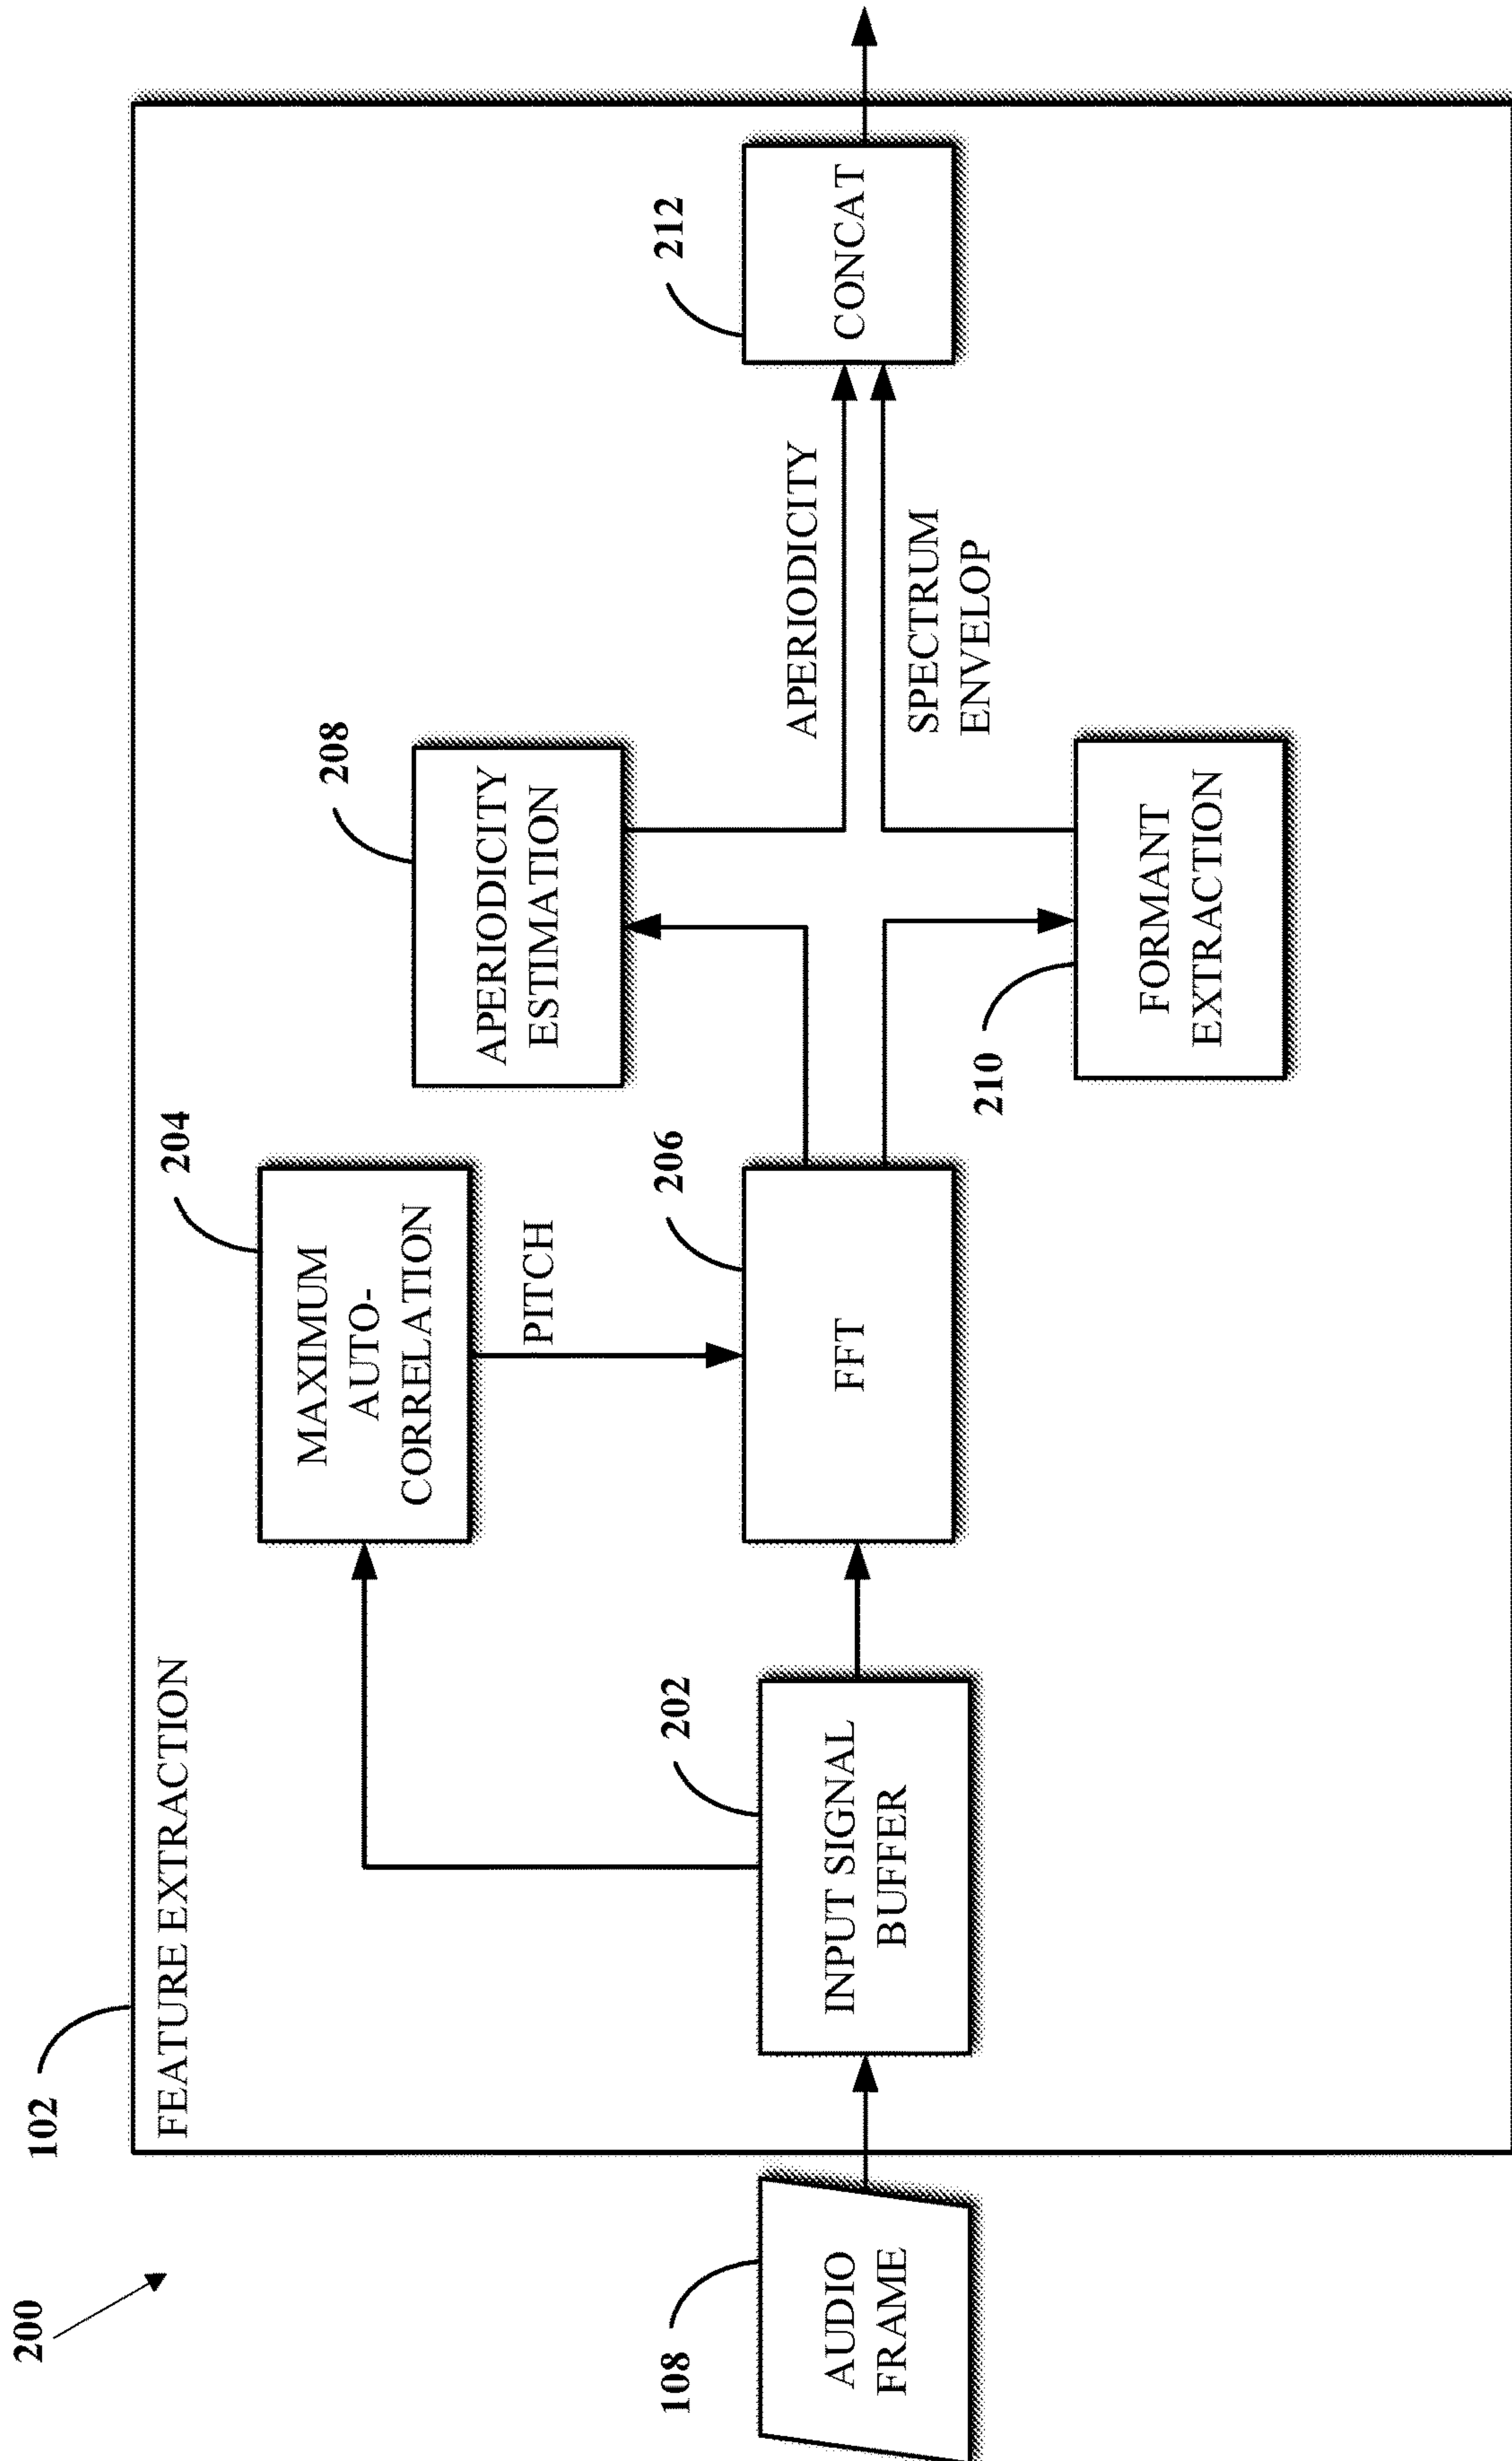 200
102
FEATURE EXTRACTION
108
AUDIO
FRAME
202
INPUT SIGNAL
BUFFER
204
MAXIMUM
AUTO-
CORRELATION
PITCH
206
FFT
208
APERIODICITY
ESTIMATION
210
FORMANT
EXTRACTION
APERIODICITY
SPECTRUM
ENVELOP
212
CONCAT